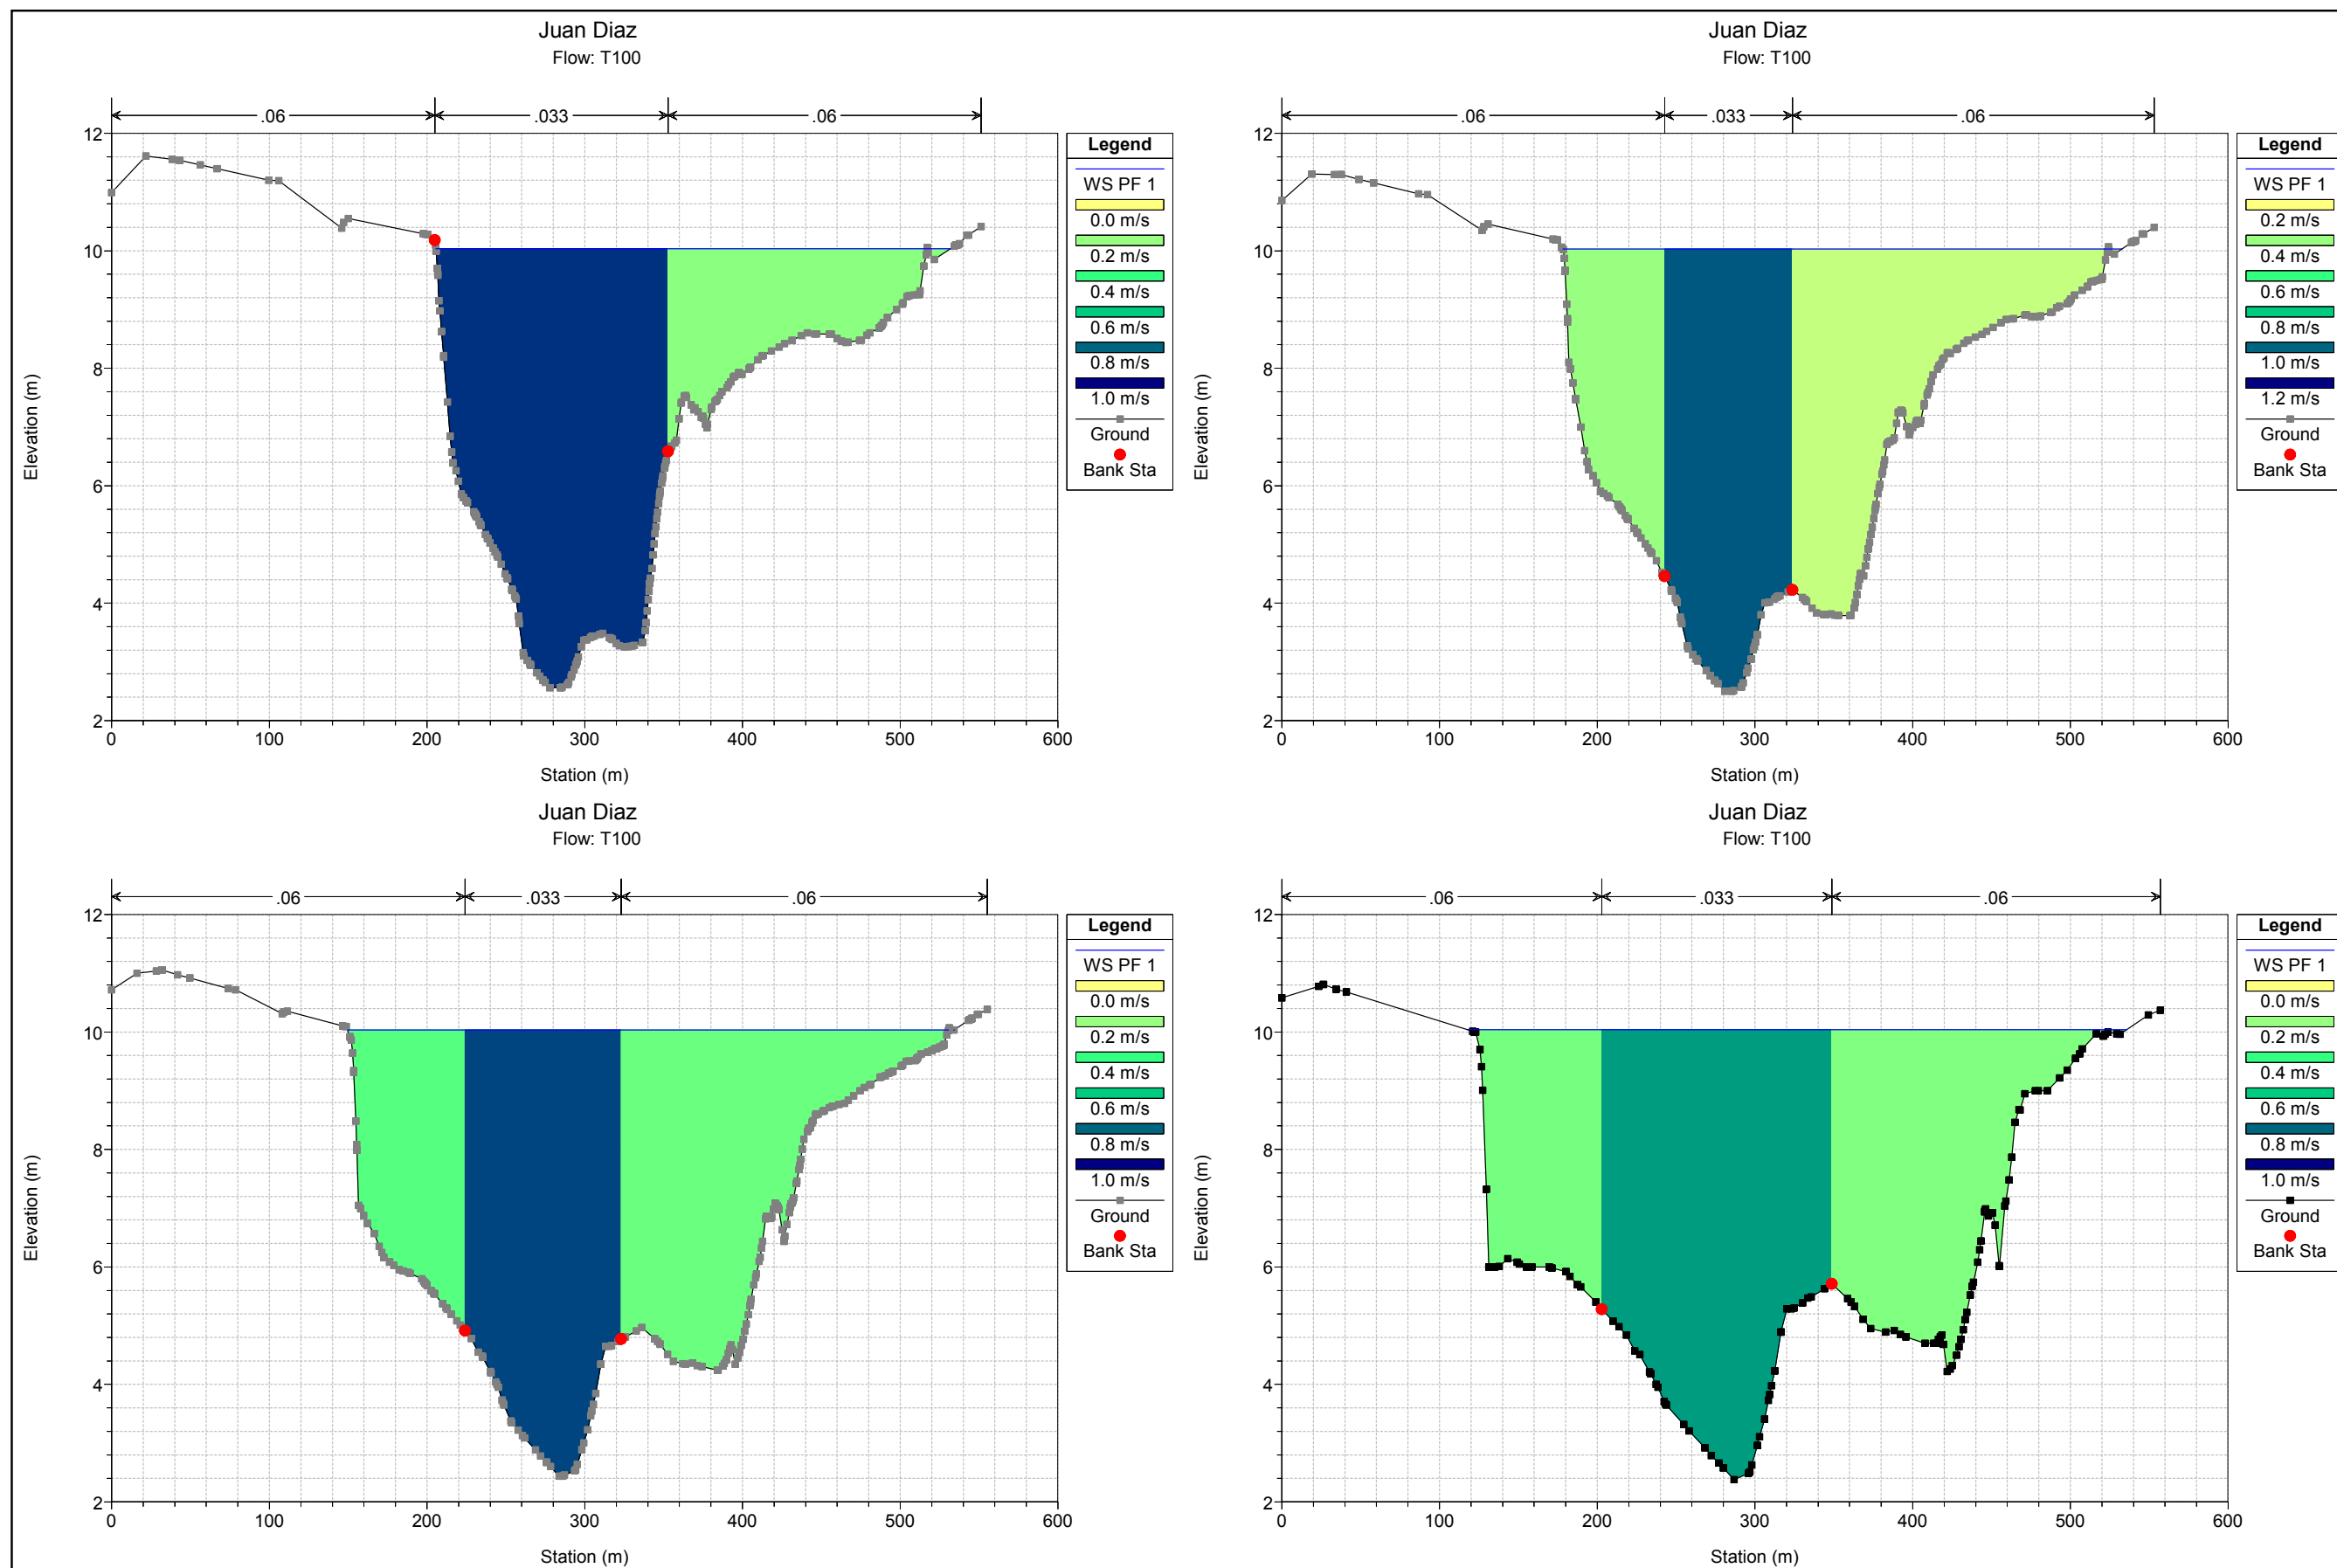 Juan Diaz
Flow: T100
.06 .033 .06
Legend
WS PF 1
0.0 m/s
0.2 m/s
0.4 m/s
0.6 m/s
0.8 m/s
1.0 m/s
Ground
Bank Sta
Elevation (m)
12
10
8
6
4
2
0 100 200 300 400 500 600
Station (m)
Juan Diaz
Flow: T100
.06 .033 .06
Legend
WS PF 1
0.2 m/s
0.4 m/s
0.6 m/s
0.8 m/s
1.0 m/s
1.2 m/s
Ground
Bank Sta
Elevation (m)
12
10
8
6
4
2
0 100 200 300 400 500 600
Station (m)
Juan Diaz
Flow: T100
.06 .033 .06
Legend
WS PF 1
0.0 m/s
0.2 m/s
0.4 m/s
0.6 m/s
0.8 m/s
1.0 m/s
Ground
Bank Sta
Elevation (m)
12
10
8
6
4
2
0 100 200 300 400 500 600
Station (m)
Juan Diaz
Flow: T100
.06 .033 .06
Legend
WS PF 1
0.0 m/s
0.2 m/s
0.4 m/s
0.6 m/s
0.8 m/s
1.0 m/s
Ground
Bank Sta
Elevation (m)
12
10
8
6
4
2
0 100 200 300 400 500 600
Station (m)